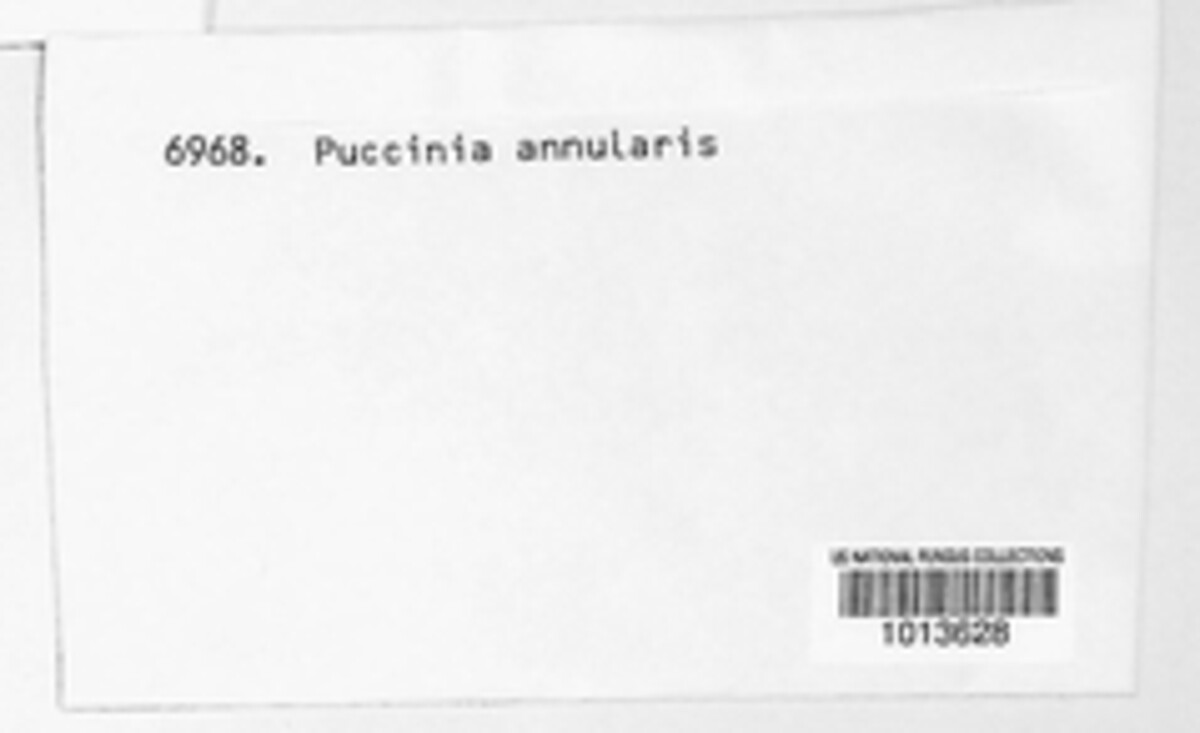 6968. Puccinia annularis
US NATIONAL FUNGUS COLLECTIONS
1013628